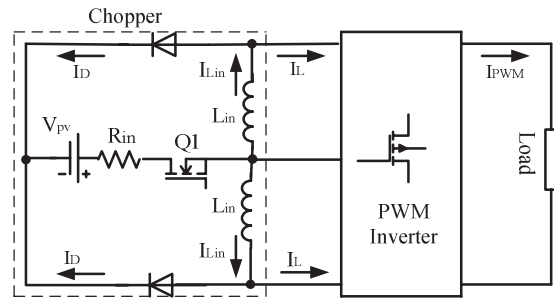 Chopper
ID
ILin
IL
IPWM
Lin
Vpv
Rin
Q1
- +
Load
Lin
PWM
Inverter
ID
ILin
IL